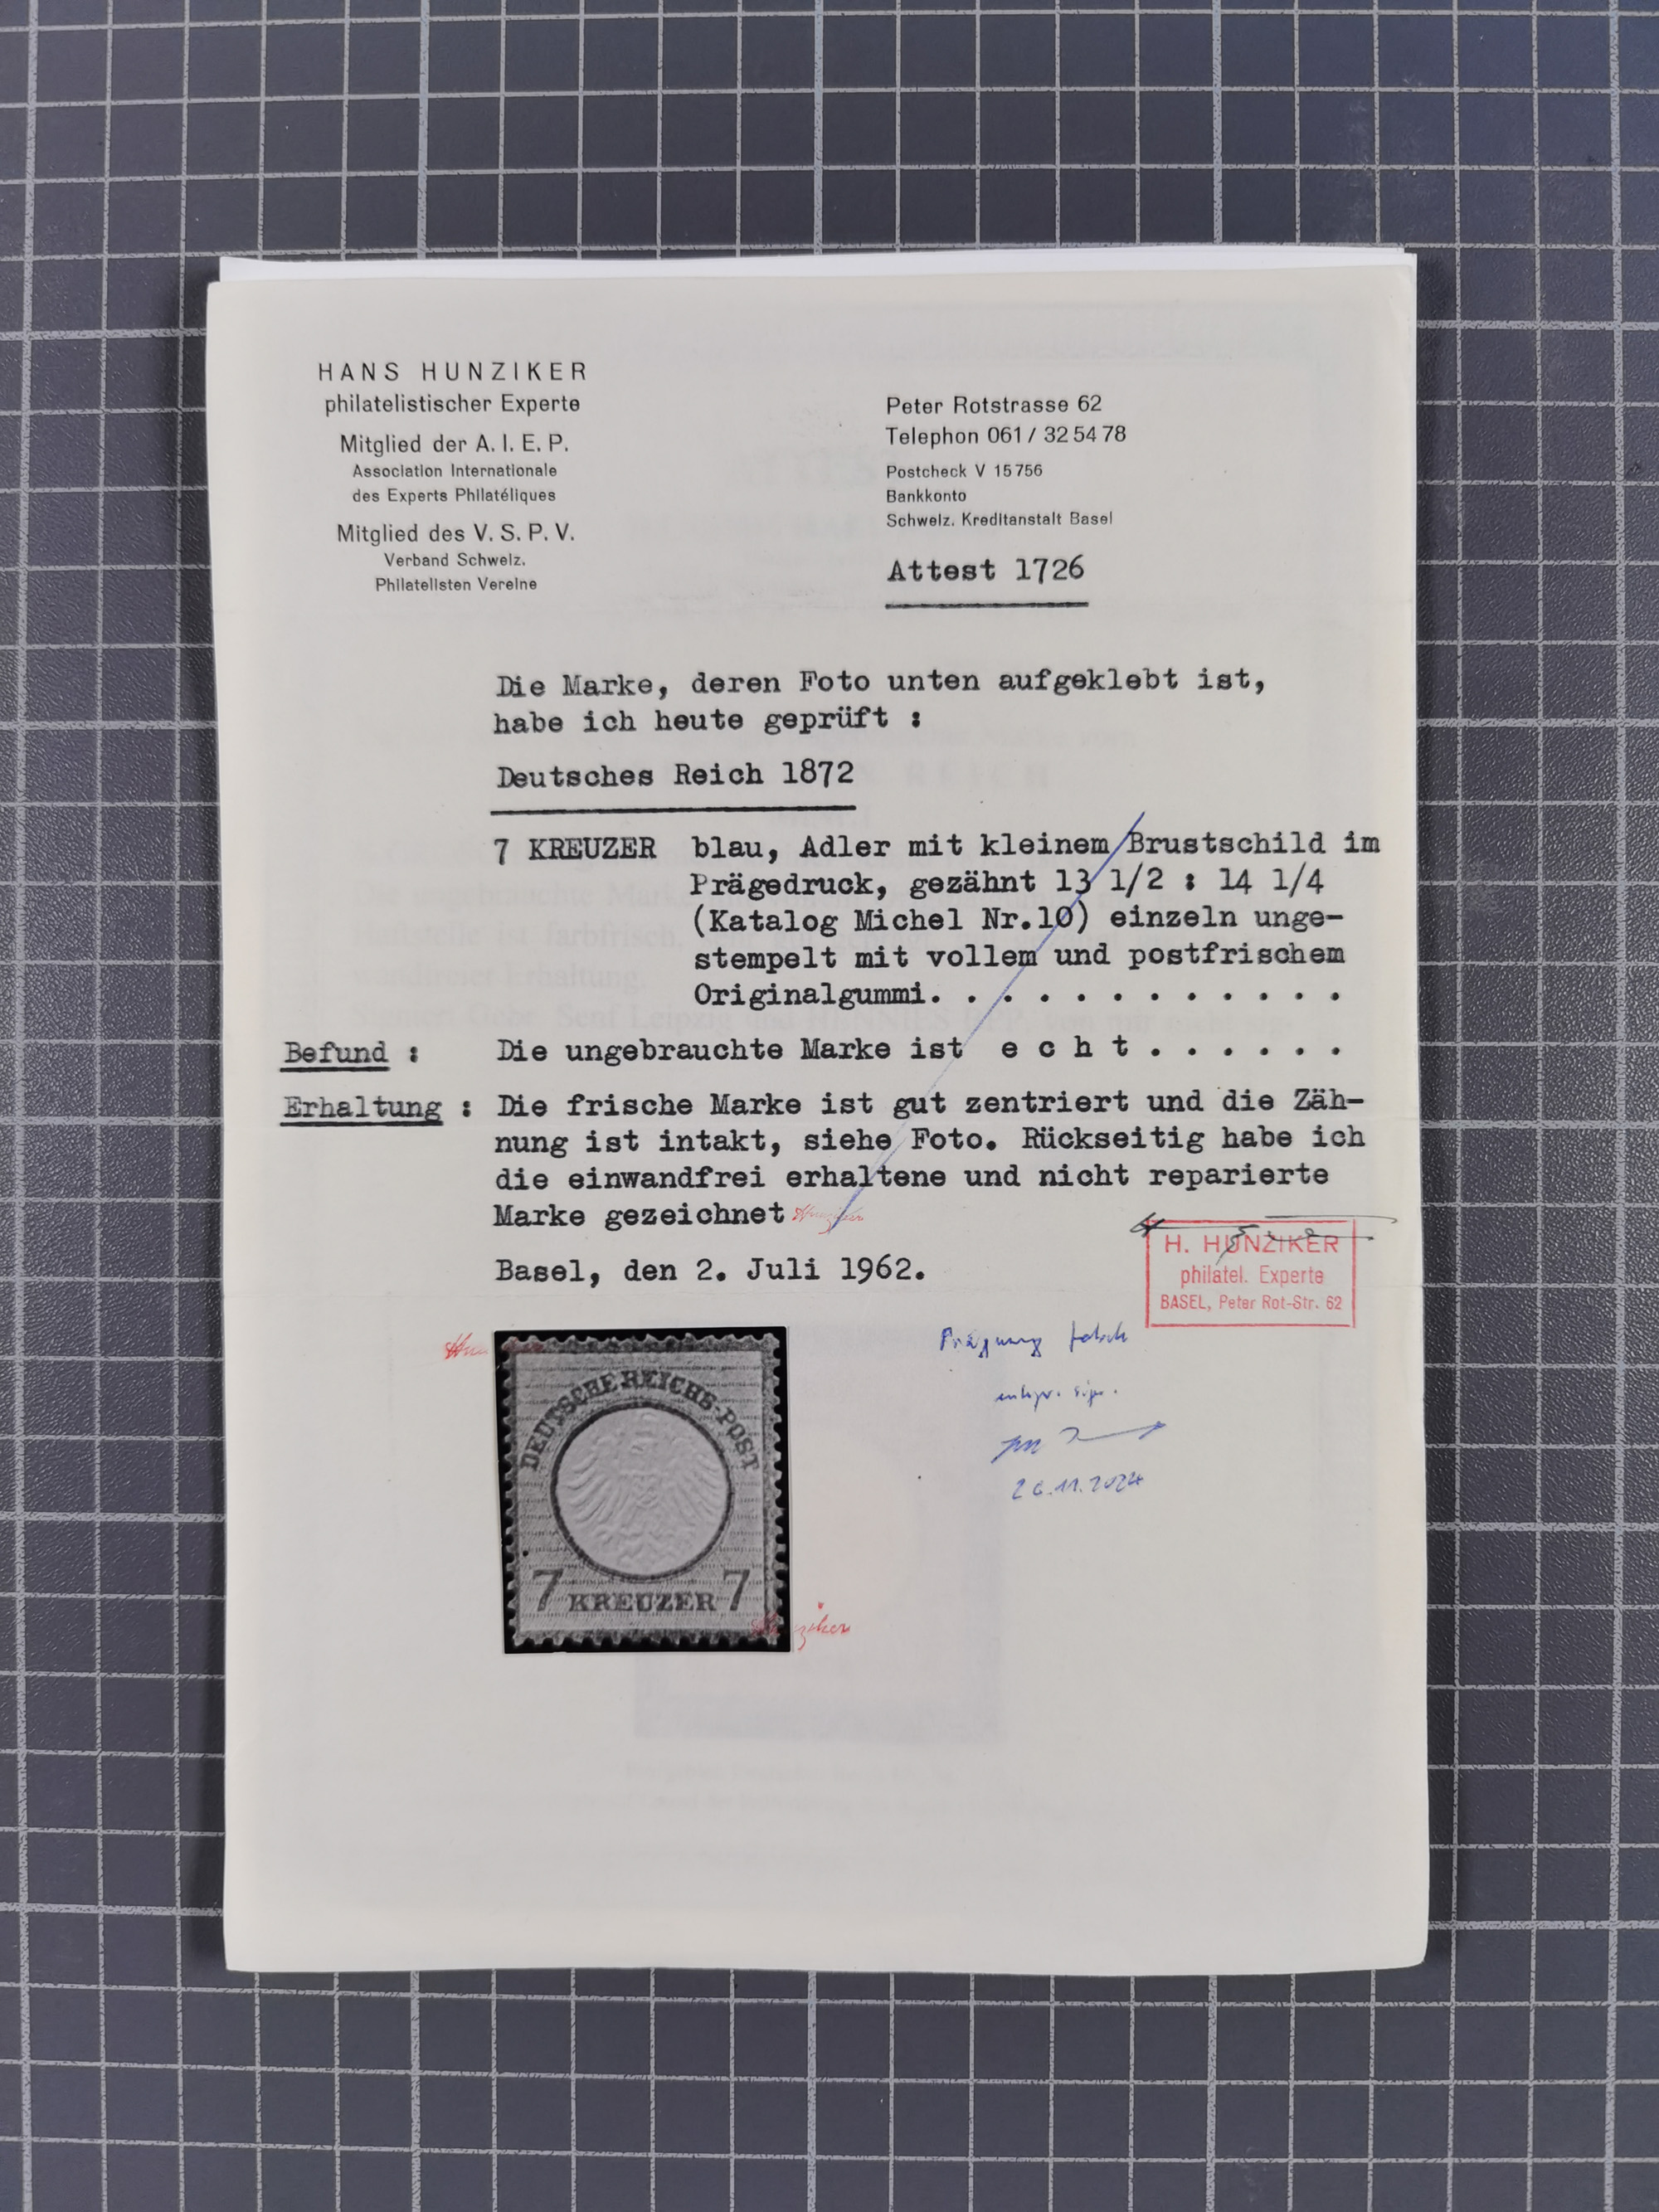 HANS HUNZIKER
philatelistischer Experte
Mitglied der A. I. E. P.
Association Internationale
des Experts Philatéliques
Mitglied des V. S. P. V.
Verband Schweiz.
Philatelisten Vereine
Peter Rotstrasse 62
Telephon 061 / 32 54 78
Postcheck V 15 756
Bankkonto
Schweiz. Kreditanstalt Basel
Attest 1726
Die Marke, deren Foto unten aufgeklebt ist,
habe ich heute geprüft :
Deutsches Reich 1872
7 KREUZER blau, Adler mit kleinem Brustschild im
Prägedruck, gezähnt 13 1/2 : 14 1/4
(Katalog Michel Nr.10) einzeln unge-
stempelt mit vollem und postfrischem
Originalgummi. . . . . . . . . . . .
Befund : Die ungebrauchte Marke ist e c h t . . . . . .
Erhaltung : Die frische Marke ist gut zentriert und die Zäh-
nung ist intakt, siehe Foto. Rückseitig habe ich
die einwandfrei erhaltene und nicht reparierte
Marke gezeichnet Hunziker
Basel, den 2. Juli 1962.
H. HUNZIKER
philatel. Experte
BASEL, Peter Rot-Str. 62
Prägung falsch
entspr. sign.
26.11.2024
DEUTSCHE REICHS-POST
7 KREUZER 7
Hunziker